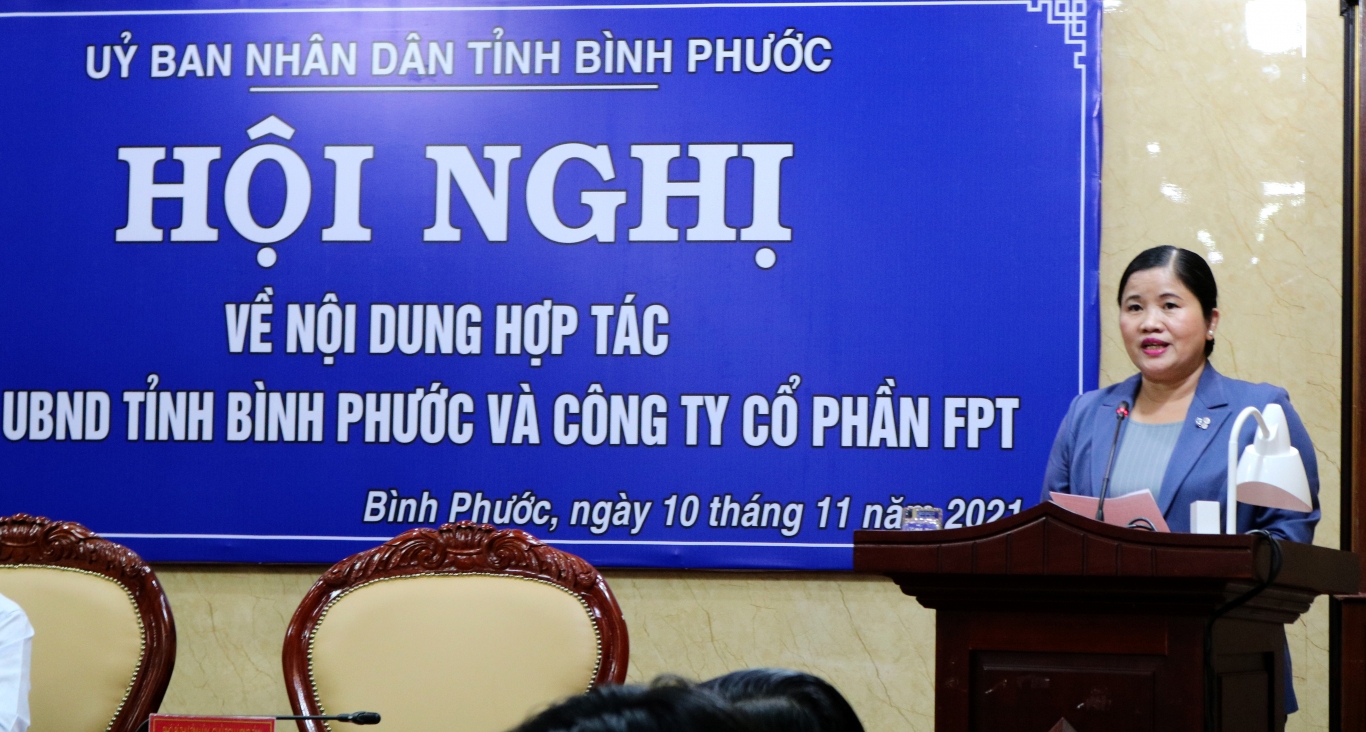 UỶ BAN NHÂN DÂN TỈNH BÌNH PHƯỚC
HỘI NGHỊ
VỀ NỘI DUNG HỢP TÁC
UBND TỈNH BÌNH PHƯỚC VÀ CÔNG TY CỔ PHẦN FPT
Bình Phước, ngày 10 tháng 11 năm 2021